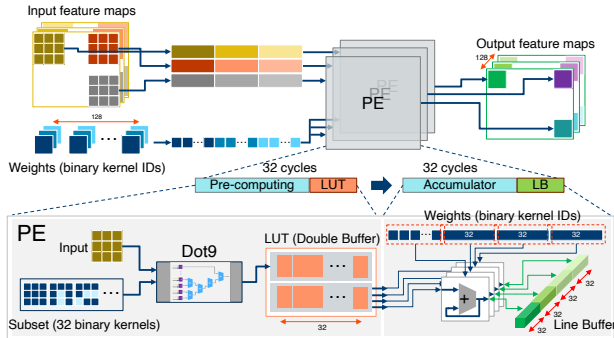 Input feature maps
Output feature maps
128
PE
PE
PE
128
Weights (binary kernel IDs)
32 cycles
32 cycles
Pre-computing
LUT
Accumulator
LB
PE
Weights (binary kernel IDs)
Input
Dot9
LUT (Double Buffer)
32
32
32
+
32
32
32
32
32
Subset (32 binary kernels)
Line Buffer